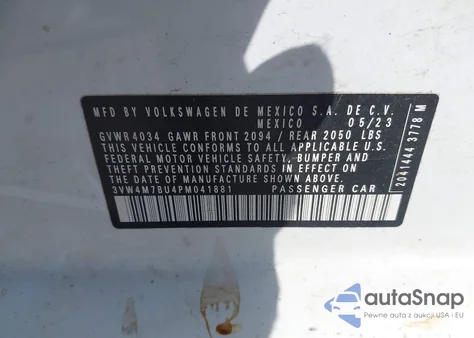 MFD BY VOLKSWAGEN DE MEXICO S.A. DE C.V.
MEXICO 05/23
GVWR 4034 GAWR FRONT 2094 / REAR 2050 LBS
THIS VEHICLE CONFORMS TO ALL APPLICABLE
FEDERAL MOTOR VEHICLE SAFETY, BUMPER AND
THEFT PREVENTION STANDARDS IN EFFECT ON
THE DATE OF MANUFACTURE SHOWN ABOVE.
3VW4M7BU4PM041881 PASSENGER CAR
20411444 3778 M
autaSnap
Pewne auta z aukcji USA i EU